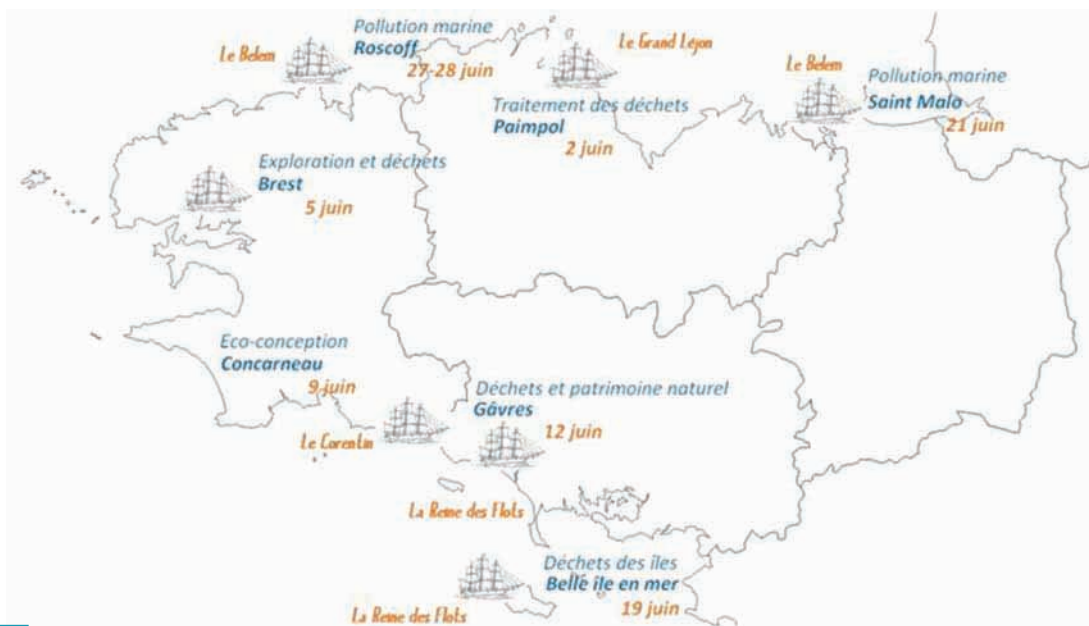 Pollution marine
Roscoff
27-28 juin
Le Belem
Le Grand Léjon
Traitement des déchets
Paimpol
2 juin
Le Belem
Pollution marine
Saint Malo
21 juin
Exploration et déchets
Brest
5 juin
Eco-conception
Concarneau
9 juin
Le Corentin
Déchets et patrimoine naturel
Gâvres
12 juin
La Reine des Flots
Déchets des îles
Belle île en mer
19 juin
La Reine des Flots